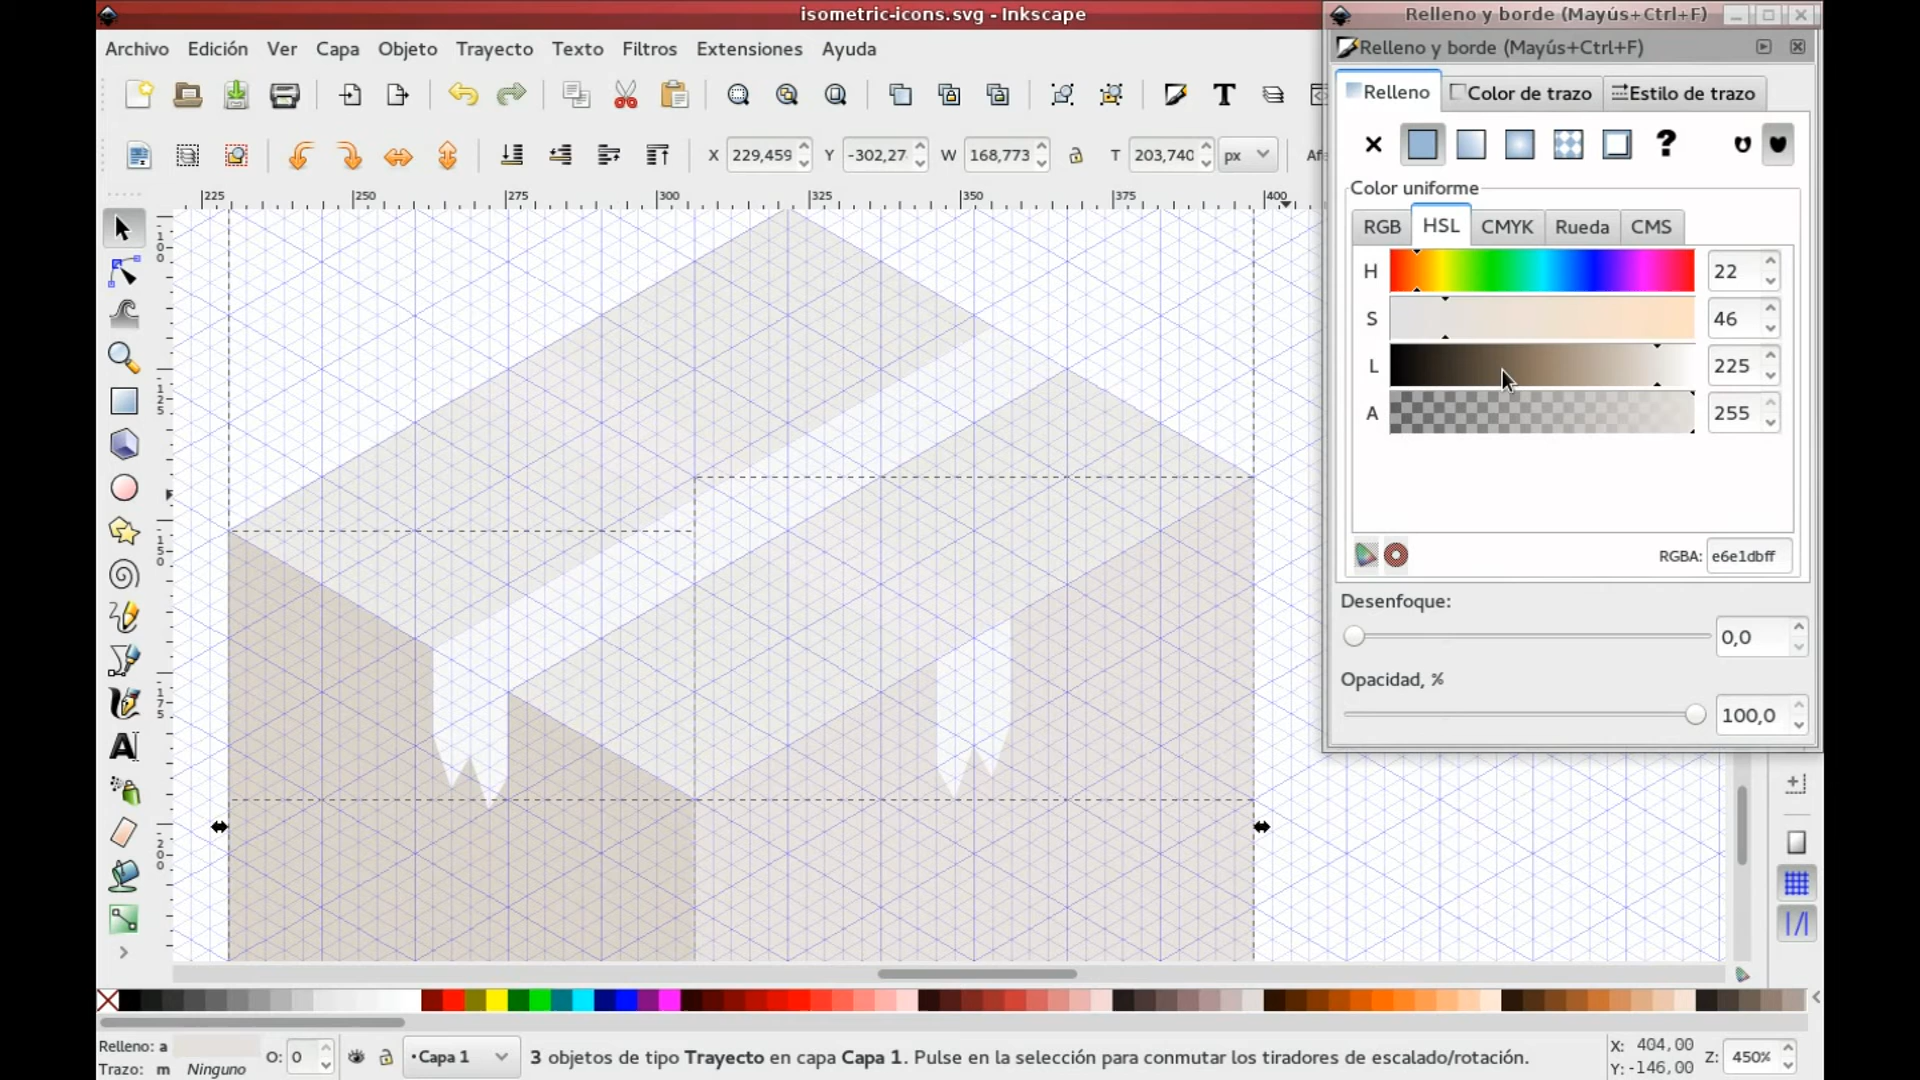 isometric-icons.svg - Inkscape
Relleno y borde (Mayús+Ctrl+F)
Archivo Edición Ver Capa Objeto Trayecto Texto Filtros Extensiones Ayuda
Relleno y borde (Mayús+Ctrl+F)
Relleno Color de trazo Estilo de trazo
X 229,459 Y -302,27 W 168,773 T 203,740 px
Color uniforme
225 250 275 300 325 350 375 400
RGB HSL CMYK Rueda CMS
H 22
S 46
L 225
A 255
100
125
150
175
200
RGBA: e6e1dbff
Desenfoque:
0,0
Opacidad, %
100,0
Relleno: a O: 0 Capa 1 3 objetos de tipo Trayecto en capa Capa 1. Pulse en la selección para conmutar los tiradores de escalado/rotación. X: 404,00 Z: 450%
Trazo: m Ninguno Y: -146,00